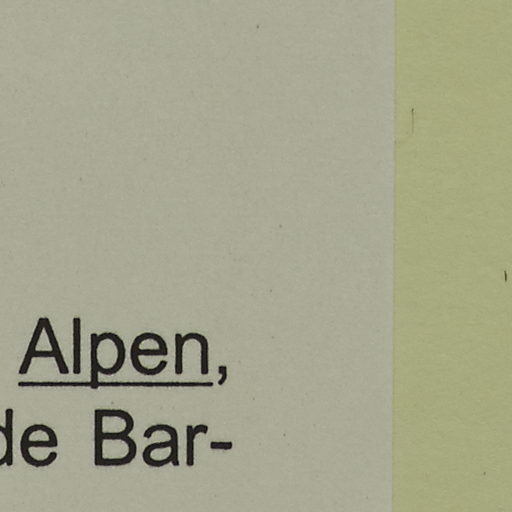 Alpen,
de Bar-